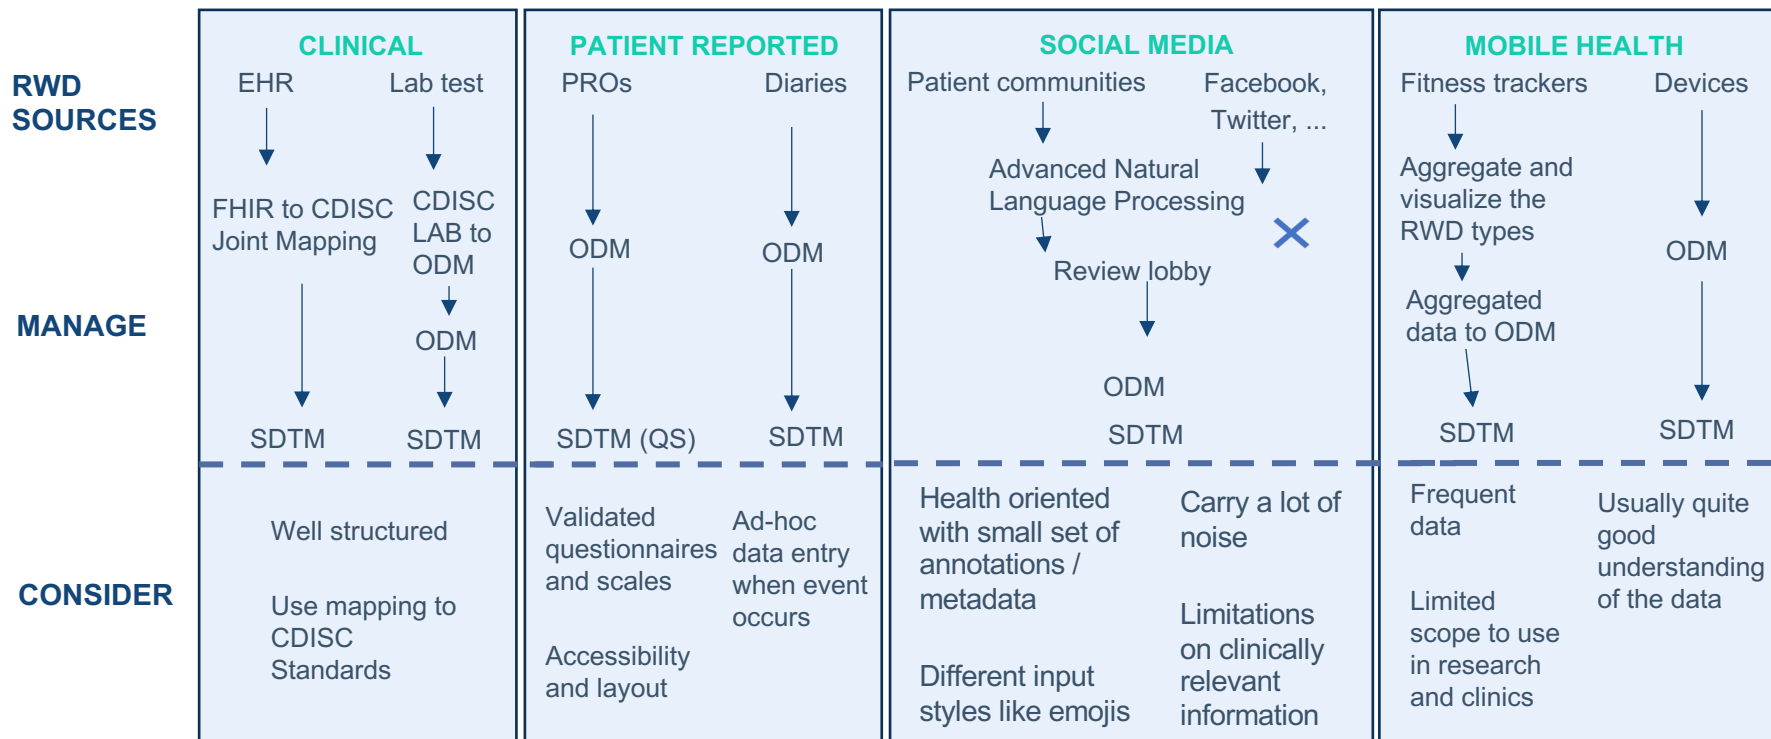 RWD
SOURCES
MANAGE
CONSIDER
CLINICAL
EHR
Lab test
FHIR to CDISC
Joint Mapping
CDISC
LAB to
ODM
ODM
SDTM
SDTM
Well structured
Use mapping to
CDISC
Standards
PATIENT REPORTED
PROs
Diaries
ODM
ODM
SDTM (QS)
SDTM
Validated
questionnaires
and scales
Accessibility
and layout
Ad-hoc
data entry
when event
occurs
SOCIAL MEDIA
Patient communities
Facebook,
Twitter, ...
Advanced Natural
Language Processing
Review lobby
ODM
SDTM
Health oriented
with small set of
annotations /
metadata
Different input
styles like emojis
Carry a lot of
noise
Limitations
on clinically
relevant
information
MOBILE HEALTH
Fitness trackers
Devices
Aggregate and
visualize the
RWD types
Aggregated
data to ODM
ODM
SDTM
SDTM
Frequent
data
Limited
scope to use
in research
and clinics
Usually quite
good
understanding
of the data